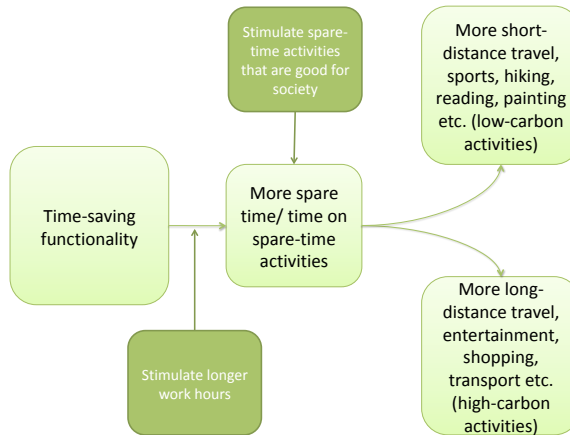 Stimulate spare-
time activities
that are good for
society
More short-
distance travel,
sports, hiking,
reading, painting
etc. (low-carbon
activities)
Time-saving
functionality
More spare
time/ time on
spare-time
activities
Stimulate longer
work hours
More long-
distance travel,
entertainment,
shopping,
transport etc.
(high-carbon
activities)